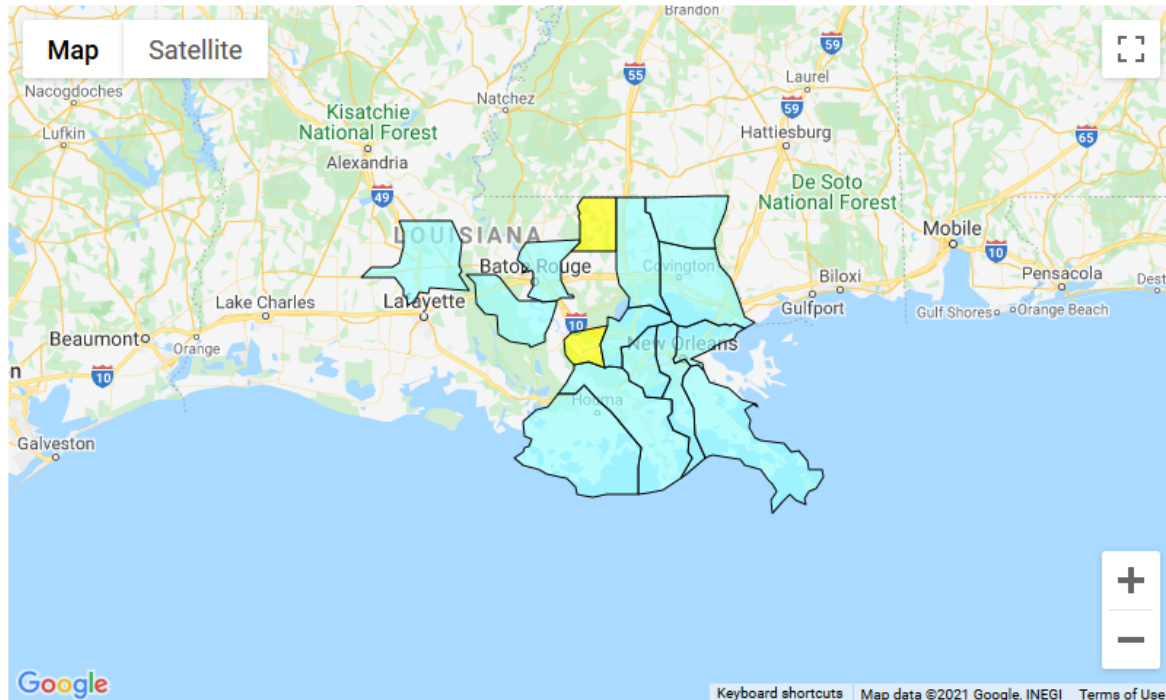 Brandon
Map
Satellite
59
Laurel
55
Nacogdoches
Natchez
59
Kisatchie
National Forest
Lufkin
Hattiesburg
65
Alexandria
49
De Soto
National Forest
LOUISIANA
Mobile
10
Baton Rouge
Covington
Biloxi
Pensacola
Dest
Lake Charles
Lafayette
Gulfport
Gulf Shores
Orange Beach
10
Beaumont
Orange
New Orleans
n
10
Houma
Galveston
+
−
Google
Keyboard shortcuts
Map data ©2021 Google, INEGI
Terms of Use